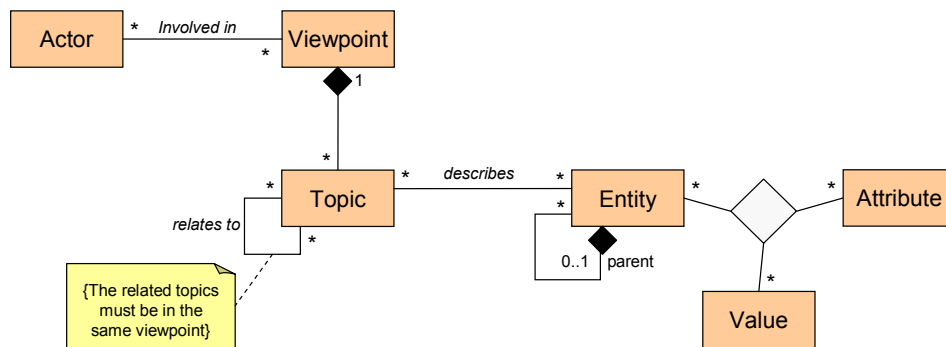 Actor
*
Involved in
*
Viewpoint
1
*
Topic
*
describes
*
Entity
*
*
Attribute
*
relates to
*
*
0..1
parent
{The related topics
must be in the
same viewpoint}
*
Value